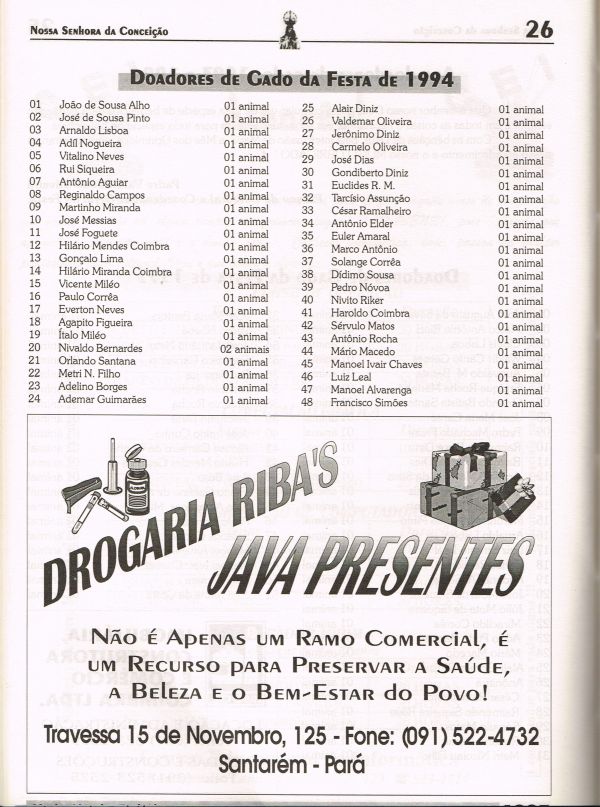 Nossa Senhora da Conceição
26
Doadores de Gado da Festa de 1994
01 João de Sousa Alho 01 animal
02 José de Sousa Pinto 01 animal
03 Arnaldo Lisboa 01 animal
04 Adil Nogueira 01 animal
05 Vitalino Neves 01 animal
06 Rui Siqueira 01 animal
07 Antônio Aguiar 01 animal
08 Reginaldo Campos 01 animal
09 Martinho Miranda 01 animal
10 José Messias 01 animal
11 José Foguete 01 animal
12 Hilário Mendes Coimbra 01 animal
13 Gonçalo Lima 01 animal
14 Hilário Miranda Coimbra 01 animal
15 Vicente Miléo 01 animal
16 Paulo Corrêa 01 animal
17 Everton Neves 01 animal
18 Agapito Figueira 01 animal
19 Ítalo Miléo 01 animal
20 Nivaldo Bernardes 02 animais
21 Orlando Santana 01 animal
22 Metri N. Filho 01 animal
23 Adelino Borges 01 animal
24 Ademar Guimarães 01 animal
25 Alair Diniz 01 animal
26 Valdemar Oliveira 01 animal
27 Jerônimo Diniz 01 animal
28 Carmelo Oliveira 01 animal
29 José Dias 01 animal
30 Gondiberto Diniz 01 animal
31 Euclides R. M. 01 animal
32 Tarcísio Assunção 01 animal
33 César Ramalheiro 01 animal
34 Antônio Elder 01 animal
35 Euler Amaral 01 animal
36 Marco Antônio 01 animal
37 Solange Corrêa 01 animal
38 Dídimo Sousa 01 animal
39 Pedro Nóvoa 01 animal
40 Nivito Riker 01 animal
41 Haroldo Coimbra 01 animal
42 Sérvulo Matos 01 animal
43 Antônio Rocha 01 animal
44 Mário Macedo 01 animal
45 Manoel Ivair Chaves 01 animal
46 Luiz Leal 01 animal
47 Manoel Alvarenga 01 animal
48 Francisco Simões 01 animal
DROGARIA RIBA'S
JAVA PRESENTES
Não é Apenas um Ramo Comercial, é
um Recurso para Preservar a Saúde,
a Beleza e o Bem-Estar do Povo!
Travessa 15 de Novembro, 125 - Fone: (091) 522-4732
Santarém - Pará